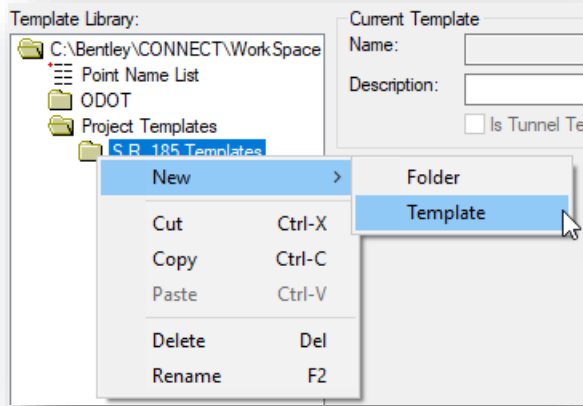 Template Library:
C:\Bentley\CONNECT\WorkSpace
Point Name List
ODOT
Project Templates
S.R. 185 Templates
Current Template
Name:
Description:
Is Tunnel Te
New
Cut Ctrl-X
Copy Ctrl-C
Paste Ctrl-V
Delete Del
Rename F2
Folder
Template